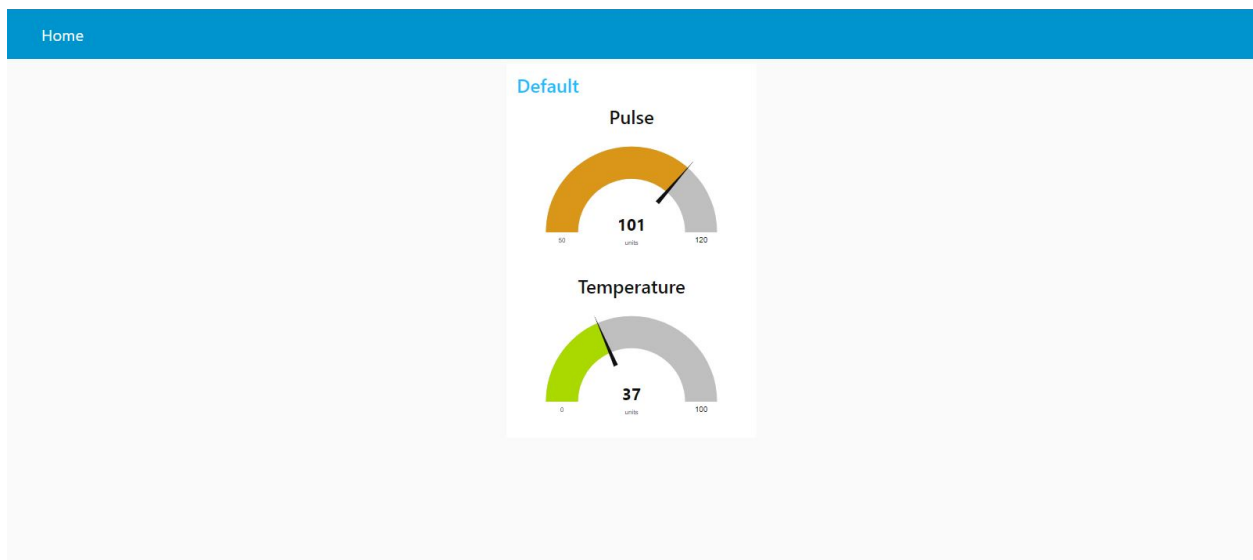 Home
Default
Pulse
101
50
units
120
Temperature
37
0
units
100